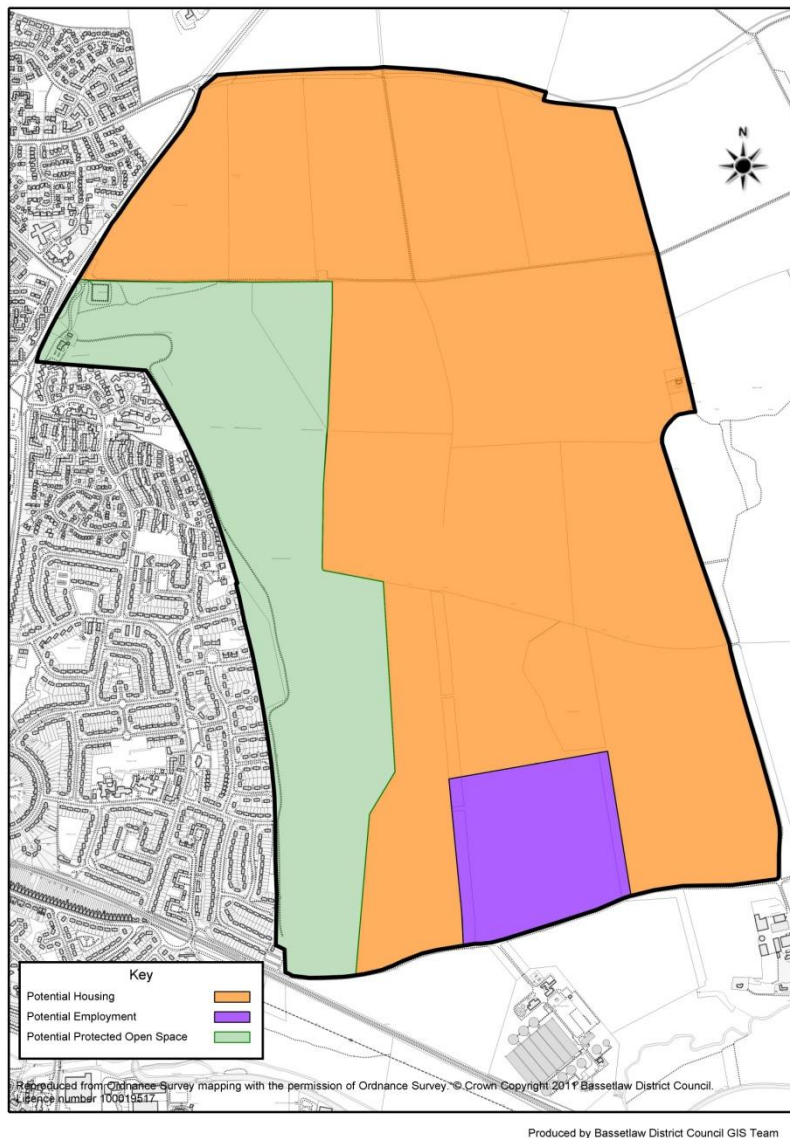 N
Key
Potential Housing
Potential Employment
Potential Protected Open Space
Reproduced from Ordnance Survey mapping with the permission of Ordnance Survey. © Crown Copyright 2011 Bassetlaw District Council.
Licence number 100019517
Produced by Bassetlaw District Council GIS Team